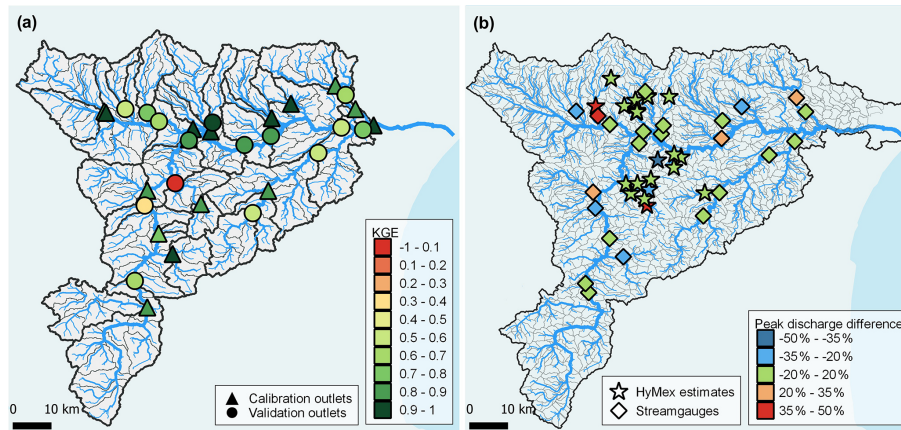 (a)
KGE
-1 - 0.1
0.1 - 0.2
0.2 - 0.3
0.3 - 0.4
0.4 - 0.5
0.5 - 0.6
0.6 - 0.7
0.7 - 0.8
0.8 - 0.9
0.9 - 1
Calibration outlets
Validation outlets
0 10 km
(b)
Peak discharge difference
-50% - -35%
-35% - -20%
-20% - 20%
20% - 35%
35% - 50%
HyMex estimates
Streamgauges
0 10 km